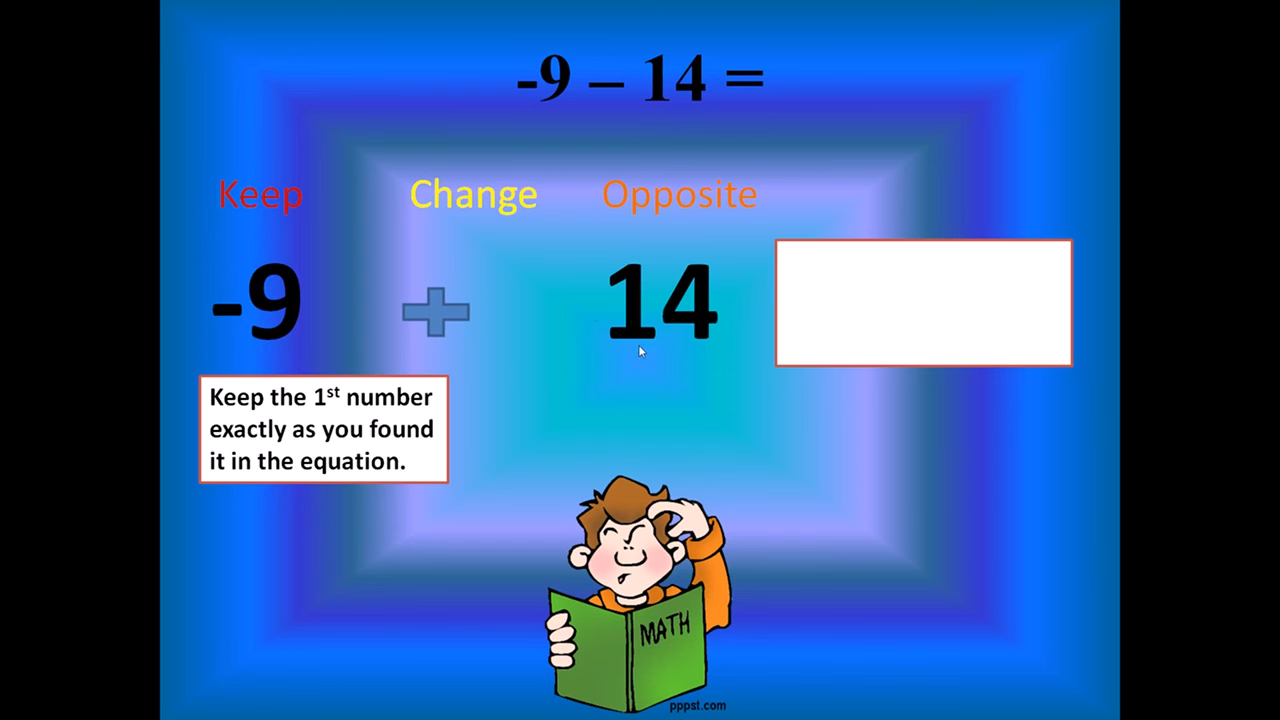 -9 – 14 =
Keep Change Opposite
-9 + 14
Keep the 1st number
exactly as you found
it in the equation.
MATH
pppst.com